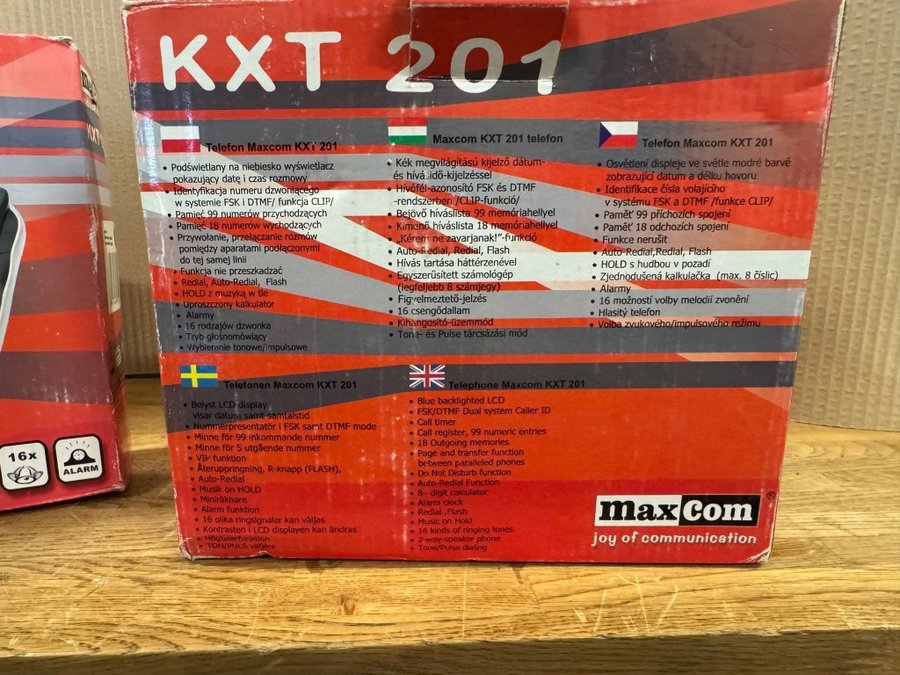 KXT 201
Telefon Maxcom KXT 201
• Podświetlany na niebiesko wyświetlacz
pokazujący datę i czas rozmowy
• Identyfikacja numeru dzwoniącego
w systemie FSK i DTMF/ funkcja CLIP/
• Pamięć 99 numerów przychodzących
• Pamięć 18 numerów wychodzących
• Przywołanie, przełączanie rozmów
pomiędzy aparatami podłączonymi
do tej samej linii
• Funkcja nie przeszkadzać
• Redial, Auto-Redial, Flash
• HOLD z muzyką w tle
• Uproszczony kalkulator
• Alarmy
• 16 rodzajów dzwonka
• Tryb głośnomówiący
• Wybieranie tonowe/impulsowe
Maxcom KXT 201 telefon
• Kék megvilágítású kijelző dátum-
és hívásidő-kijelzéssel
• Hívófél-azonosító FSK és DTMF
-rendszerben /CLIP-funkció/
• Bejövő híváslista 99 memóriahellyel
• Kimenő híváslista 18 memóriahellyel
• "Kérem ne zavarjanak!"-funkció
• Auto-Redial, Redial, Flash
• Hívás tartása háttérzenével
• Egyszerűsített számológép
(legfeljebb 8 számjegy)
• Figyelmeztető-jelzés
• 16 csengődallam
• Kihangosító-üzemmód
• Tone- és Pulse tárcsázási mód
Telefon Maxcom KXT 201
• Osvětlení displeje ve světle modré barvě
zobrazující datum a délku hovoru
• Identifikace čísla volajícího
v systému FSK a DTMF /funkce CLIP/
• Paměť 99 příchozích spojení
• Paměť 18 odchozích spojení
• Funkce nerušit
• Auto-Redial,Redial, Flash
• HOLD s hudbou v pozadí
• Zjednodušená kalkulačka (max. 8 číslic)
• Alarmy
• 16 možností volby melodií zvonění
• Hlasitý telefon
• Volba zvukového/impulsového režimu
Telefonen Maxcom KXT 201
• Belyst LCD display
visar datum samt samtalstid
• Nummerpresentatör i FSK samt DTMF mode
• Minne för 99 inkommande nummer
• Minne för 5 utgående nummer
• VIP funktion
• Återuppringning, R-knapp (FLASH),
• Auto-Redial
• Musik on HOLD
• Miniräknare
• Alarm funktion
• 16 olika ringsignaler kan väljas
• Kontrasten i LCD displayen kan ändras
• Högtalarfunktion
• TON/PULS väljare
Telephone Maxcom KXT 201
• Blue backlighted LCD
• FSK/DTMF Dual system Caller ID
• Call timer
• Call register, 99 numeric entries
• 18 Outgoing memories
• Page and transfer function
between paralleled phones
• Do Not Disturb function
• Auto-Redial Function
• 8– digit calculator
• Alarm clock
• Redial ,Flash
• Music on Hold
• 16 kinds of ringing tones
• 2-way-speaker phone
• Tone/Pulse dialing
maxcom®
joy of communication
16x
ALARM